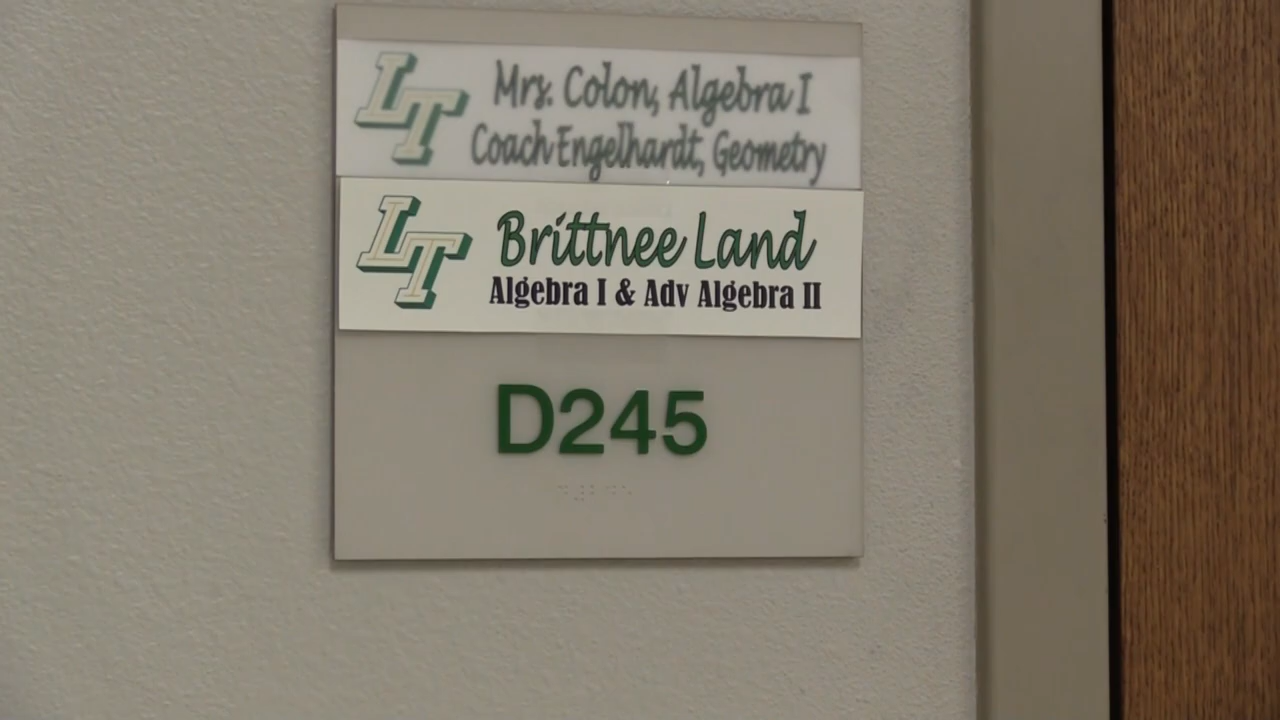 LT
Mrs. Colon, Algebra I
Coach Engelhardt, Geometry
LT
Brittnee Land
Algebra I & Adv Algebra II
D245